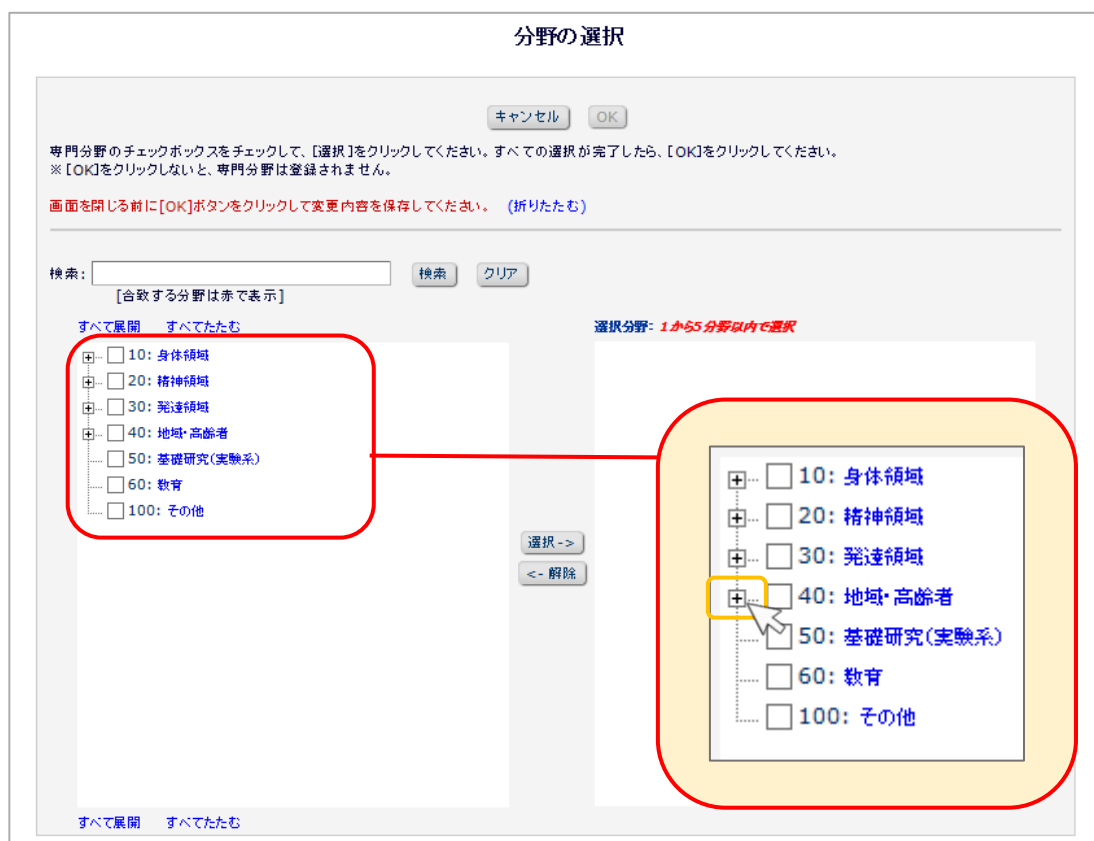 分野の選択
キャンセル OK
専門分野のチェックボックスをチェックして、[選択]をクリックしてください。すべての選択が完了したら、[OK]をクリックしてください。
※[OK]をクリックしないと、専門分野は登録されません。
画面を閉じる前に[OK]ボタンをクリックして変更内容を保存してください。 (折りたたむ)
検索: 検索 クリア
[合致する分野は赤で表示]
すべて展開 すべてたたむ
選択分野: 1から5分野以内で選択
10: 身体領域
20: 精神領域
30: 発達領域
40: 地域・高齢者
50: 基礎研究(実験系)
60: 教育
100: その他
選択->
<-解除
10: 身体領域
20: 精神領域
30: 発達領域
40: 地域・高齢者
50: 基礎研究(実験系)
60: 教育
100: その他
すべて展開 すべてたたむ